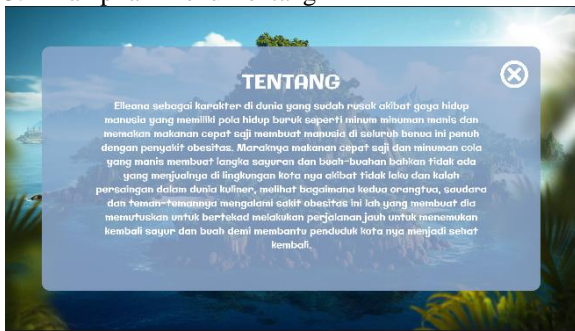 TENTANG
Elleana sebagai karakter di dunia yang sudah rusak akibat gaya hidup
manusia yang memiliki pola hidup buruk seperti minum minuman manis dan
memakan makanan cepat saji membuat manusia di seluruh benua ini penuh
dengan penyakit obesitas. Maraknya makanan cepat saji dan minuman cola
yang manis membuat langka sayuran dan buah-buahan bahkan tidak ada
yang menjualnya di lingkungan kota nya akibat tidak laku dan kalah
persaingan dalam dunia kuliner, melihat bagaimana kedua orangtua, saudara
dan teman-temannya mengalami sakit obesitas ini lah yang membuat dia
memutuskan untuk bertekad melakukan perjalanan jauh untuk menemukan
kembali sayur dan buah demi membantu penduduk kota nya menjadi sehat
kembali.